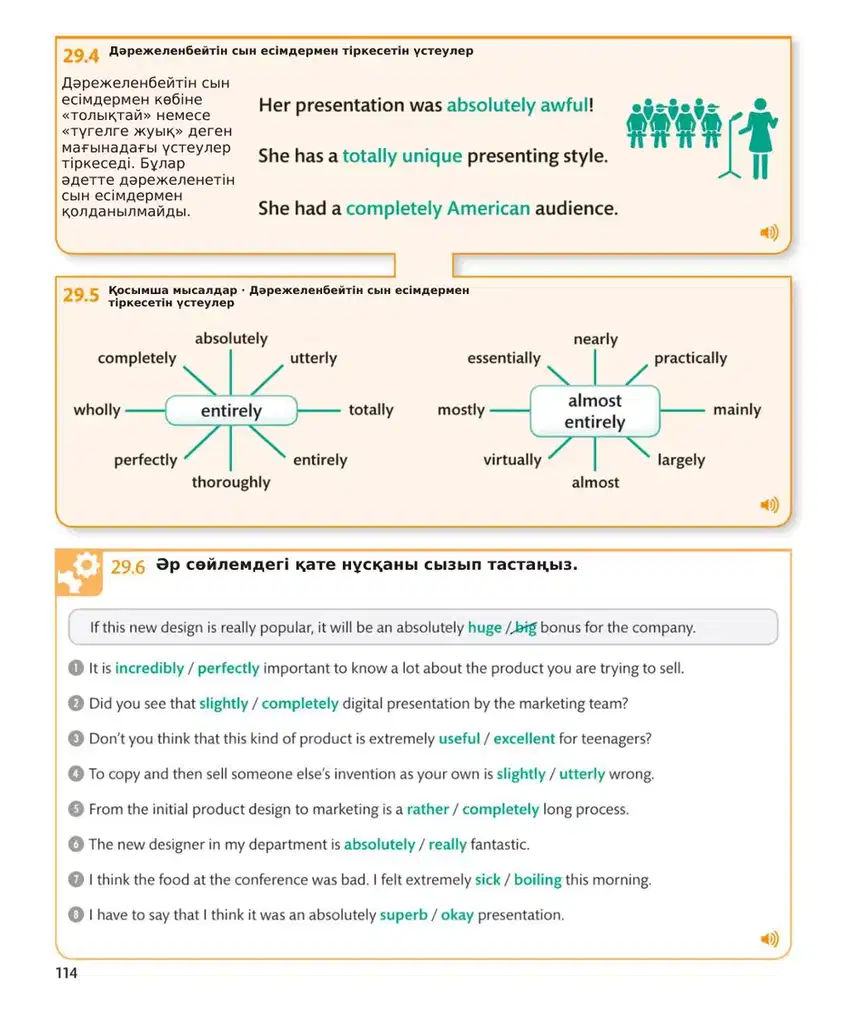 29.4 Дәрежеленбейтін сын есімдермен тіркесетін үстеулер
Дәрежеленбейтін сын
есімдермен көбіне
«толықтай» немесе
«түгелге жуық» деген
мағынадағы үстеулер
тіркеседі. Бұлар
әдетте дәрежеленетін
сын есімдермен
қолданылмайды.
Her presentation was absolutely awful!
She has a totally unique presenting style.
She had a completely American audience.
29.5 Қосымша мысалдар · Дәрежеленбейтін сын есімдермен
тіркесетін үстеулер
absolutely
completely
utterly
wholly
entirely
totally
perfectly
entirely
thoroughly
nearly
essentially
practically
mostly
almost
entirely
mainly
virtually
largely
almost
29.6 Әр сөйлемдегі қате нұсқаны сызып тастаңыз.
If this new design is really popular, it will be an absolutely huge / big bonus for the company.
1 It is incredibly / perfectly important to know a lot about the product you are trying to sell.
2 Did you see that slightly / completely digital presentation by the marketing team?
3 Don't you think that this kind of product is extremely useful / excellent for teenagers?
4 To copy and then sell someone else's invention as your own is slightly / utterly wrong.
5 From the initial product design to marketing is a rather / completely long process.
6 The new designer in my department is absolutely / really fantastic.
7 I think the food at the conference was bad. I felt extremely sick / boiling this morning.
8 I have to say that I think it was an absolutely superb / okay presentation.
114